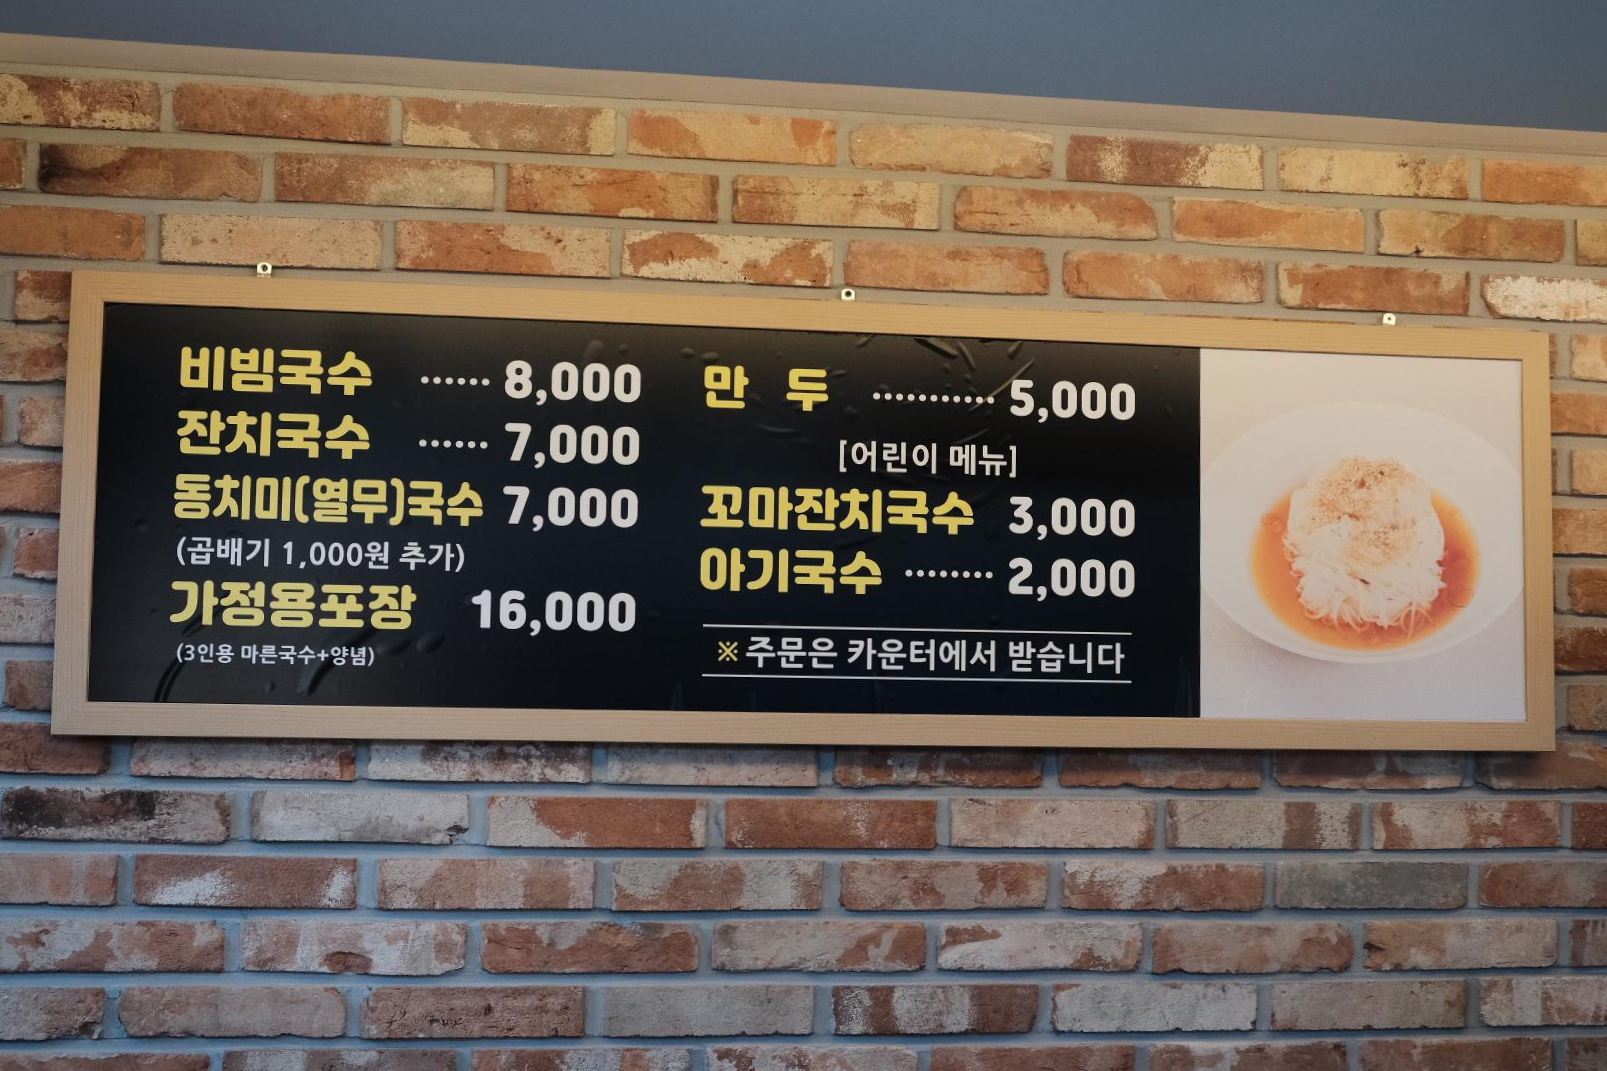 비빔국수 ...... 8,000
잔치국수 ...... 7,000
동치미(열무)국수 7,000
(곱배기 1,000원 추가)
가정용포장 16,000
(3인용 마른국수+양념)
만 두 ........... 5,000
[어린이 메뉴]
꼬마잔치국수 3,000
아기국수 ........ 2,000
※ 주문은 카운터에서 받습니다